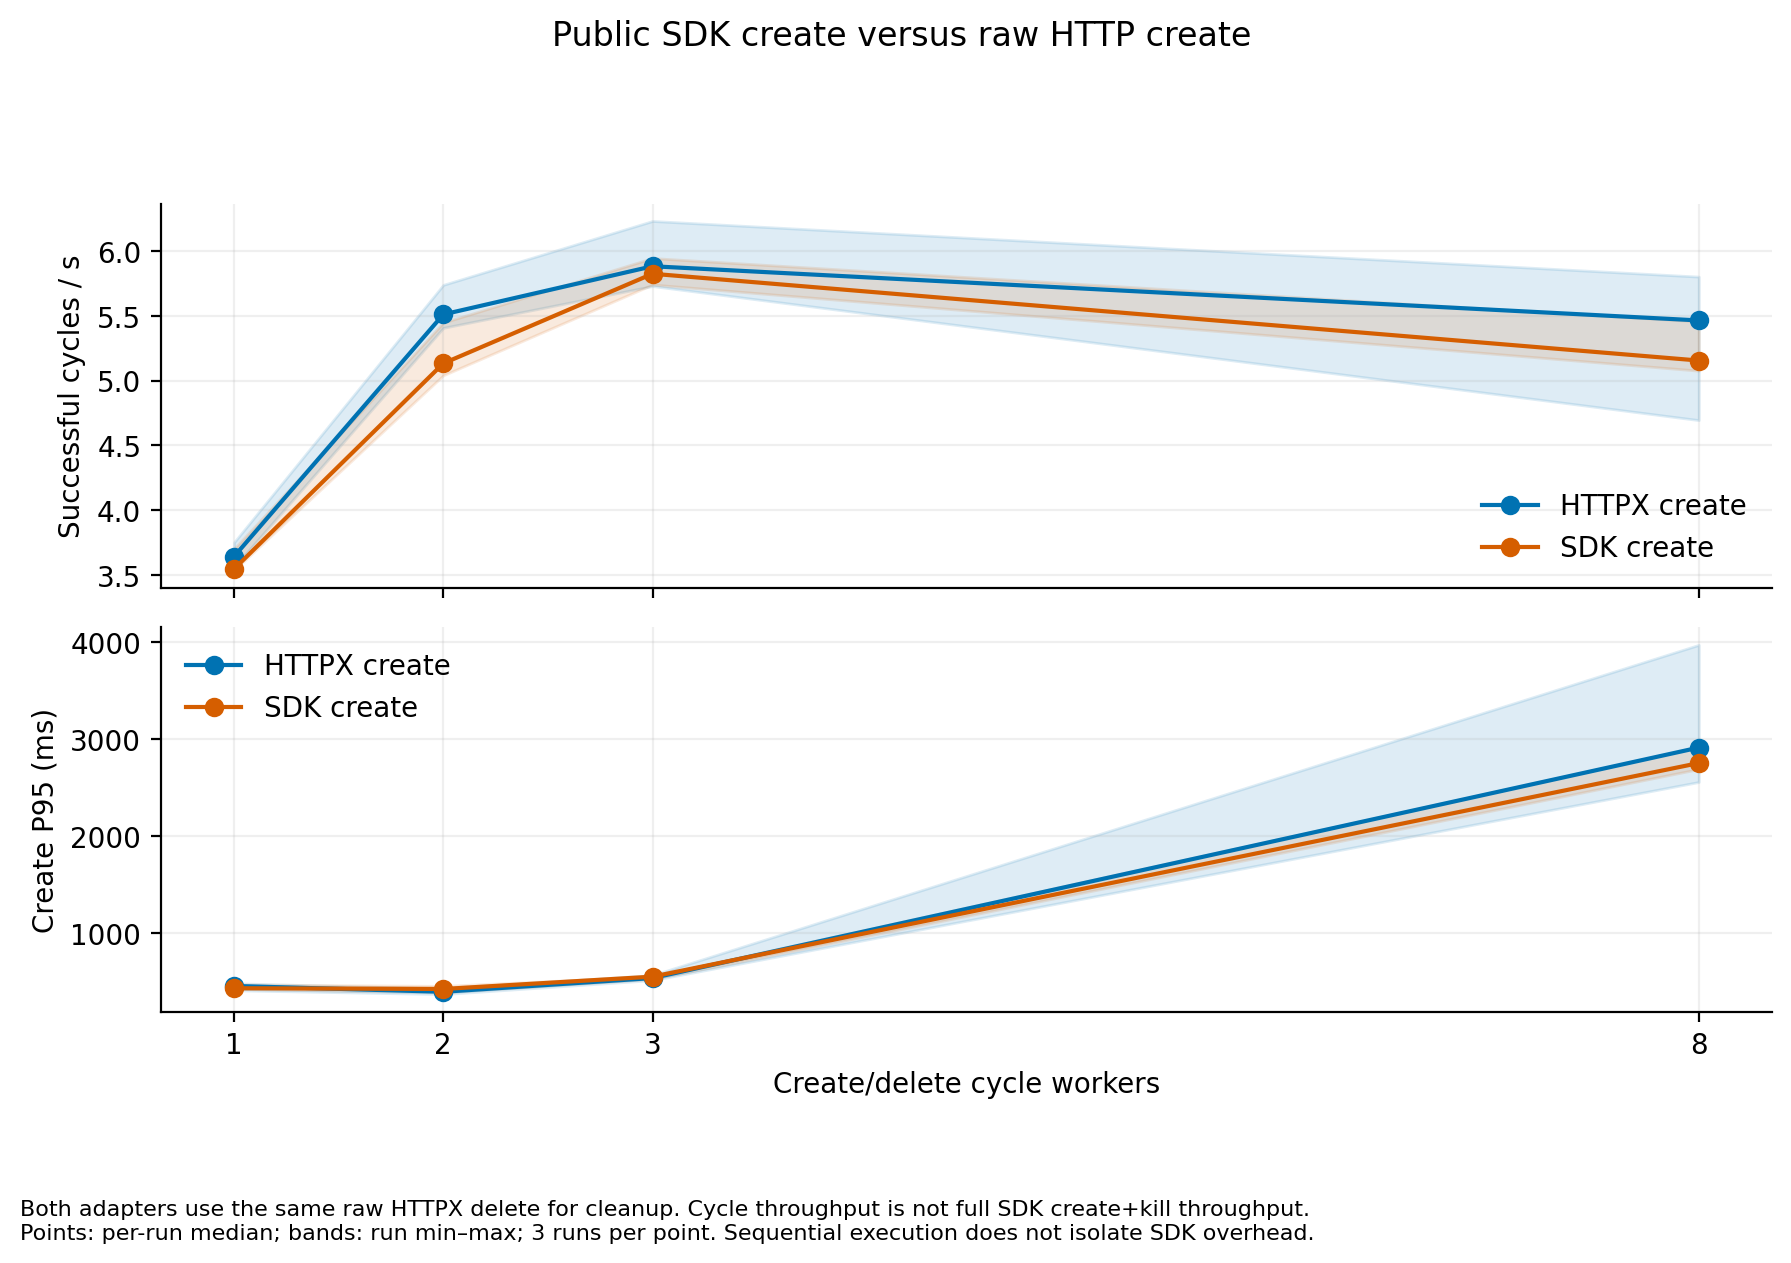 Public SDK create versus raw HTTP create
Successful cycles / s
6.0
5.5
5.0
4.5
4.0
3.5
HTTPX create
SDK create
Create P95 (ms)
4000
3000
2000
1000
HTTPX create
SDK create
1
2
3
8
Create/delete cycle workers
Both adapters use the same raw HTTPX delete for cleanup. Cycle throughput is not full SDK create+kill throughput.
Points: per-run median; bands: run min–max; 3 runs per point. Sequential execution does not isolate SDK overhead.